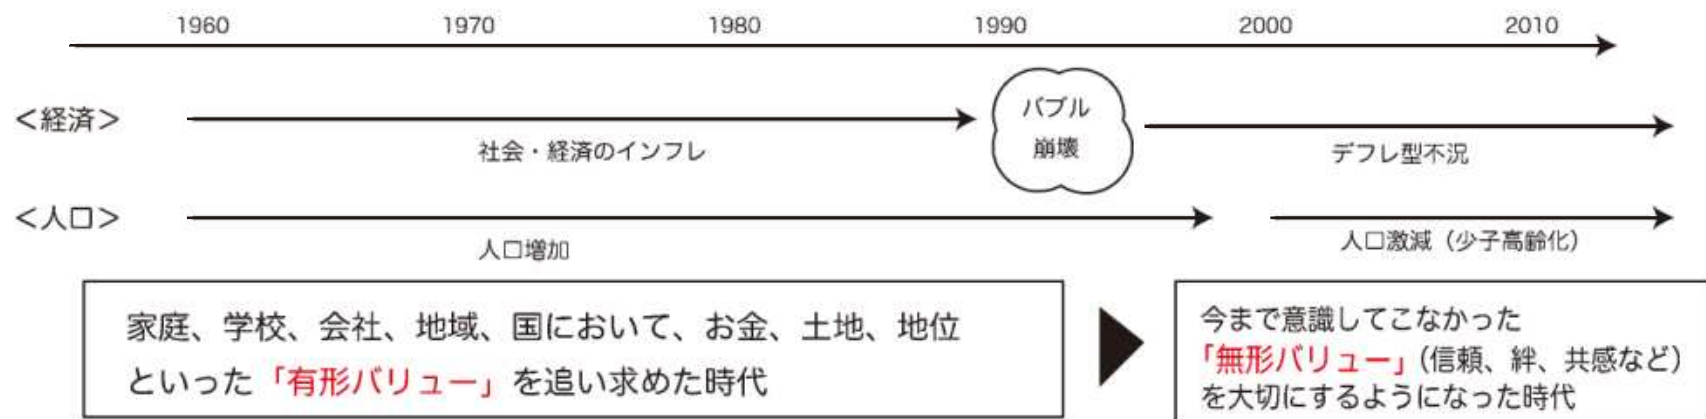 1960 1970 1980 1990 2000 2010
＜経済＞
社会・経済のインフレ
バブル
崩壊
デフレ型不況
＜人口＞
人口増加
人口激減（少子高齢化）
家庭、学校、会社、地域、国において、お金、土地、地位
といった「有形バリュー」を追い求めた時代
今まで意識してこなかった
「無形バリュー」（信頼、絆、共感など）
を大切にするようになった時代